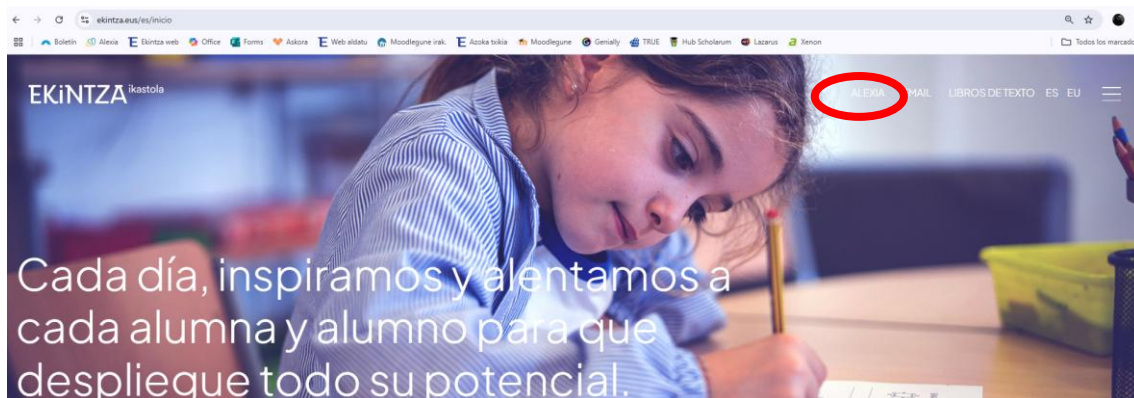 ekintza.eus/es/inicio
Boletín Alexia Ekintza web Office Forms Askora Web aldatu Moodlegune irak. Azoka txikia Moodlegune Genially TRUE Hub Scholarum Lazarus Xenon Todos los marcado
EKiNTZA ikastola
ALEXIA MAIL LIBROS DE TEXTO ES EU
Cada día, inspiramos y alentamos a
cada alumna y alumno para que
despliegue todo su potencial.